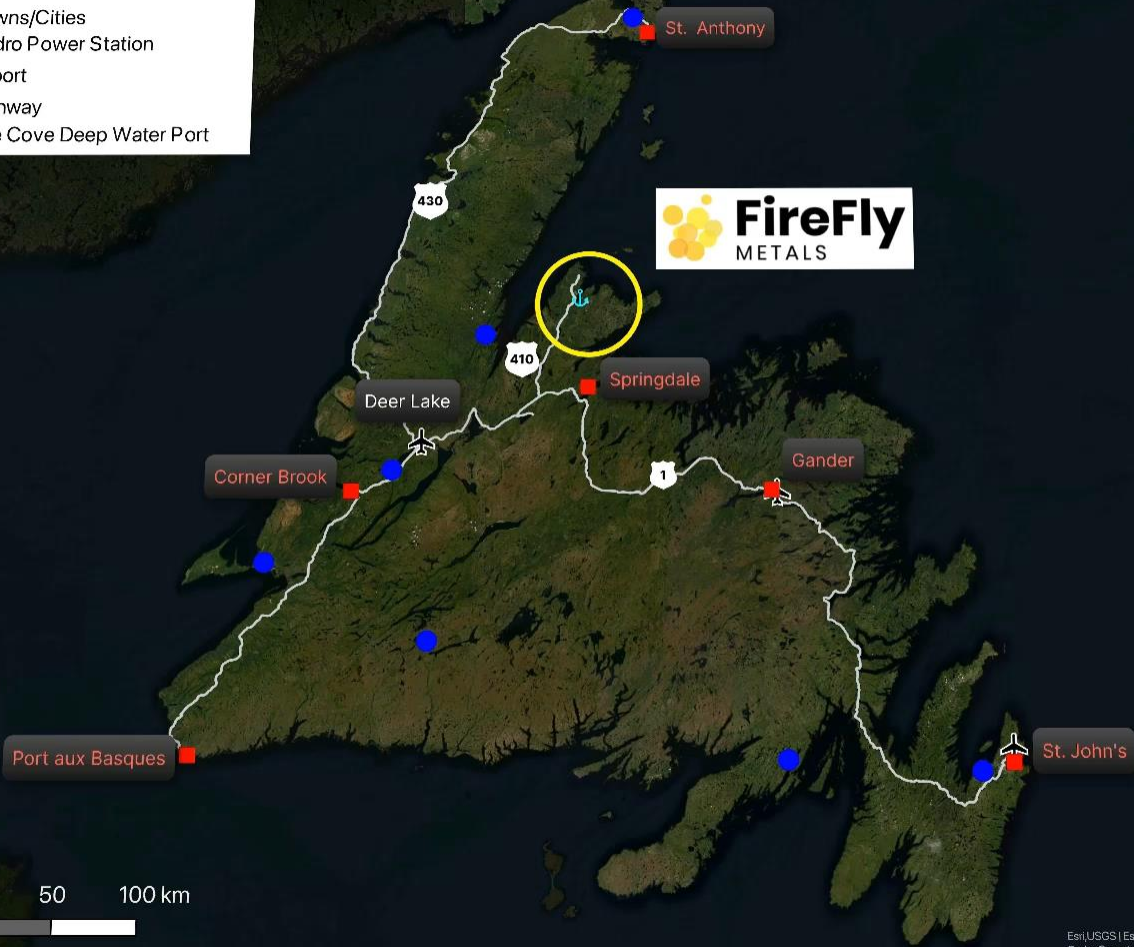 wns/Cities
dro Power Station
ort
hway
e Cove Deep Water Port
St. Anthony
430
FireFly
METALS
410
Springdale
Deer Lake
Gander
Corner Brook
1
St. John's
Port aux Basques
50 100 km
Esri,USGS | Es